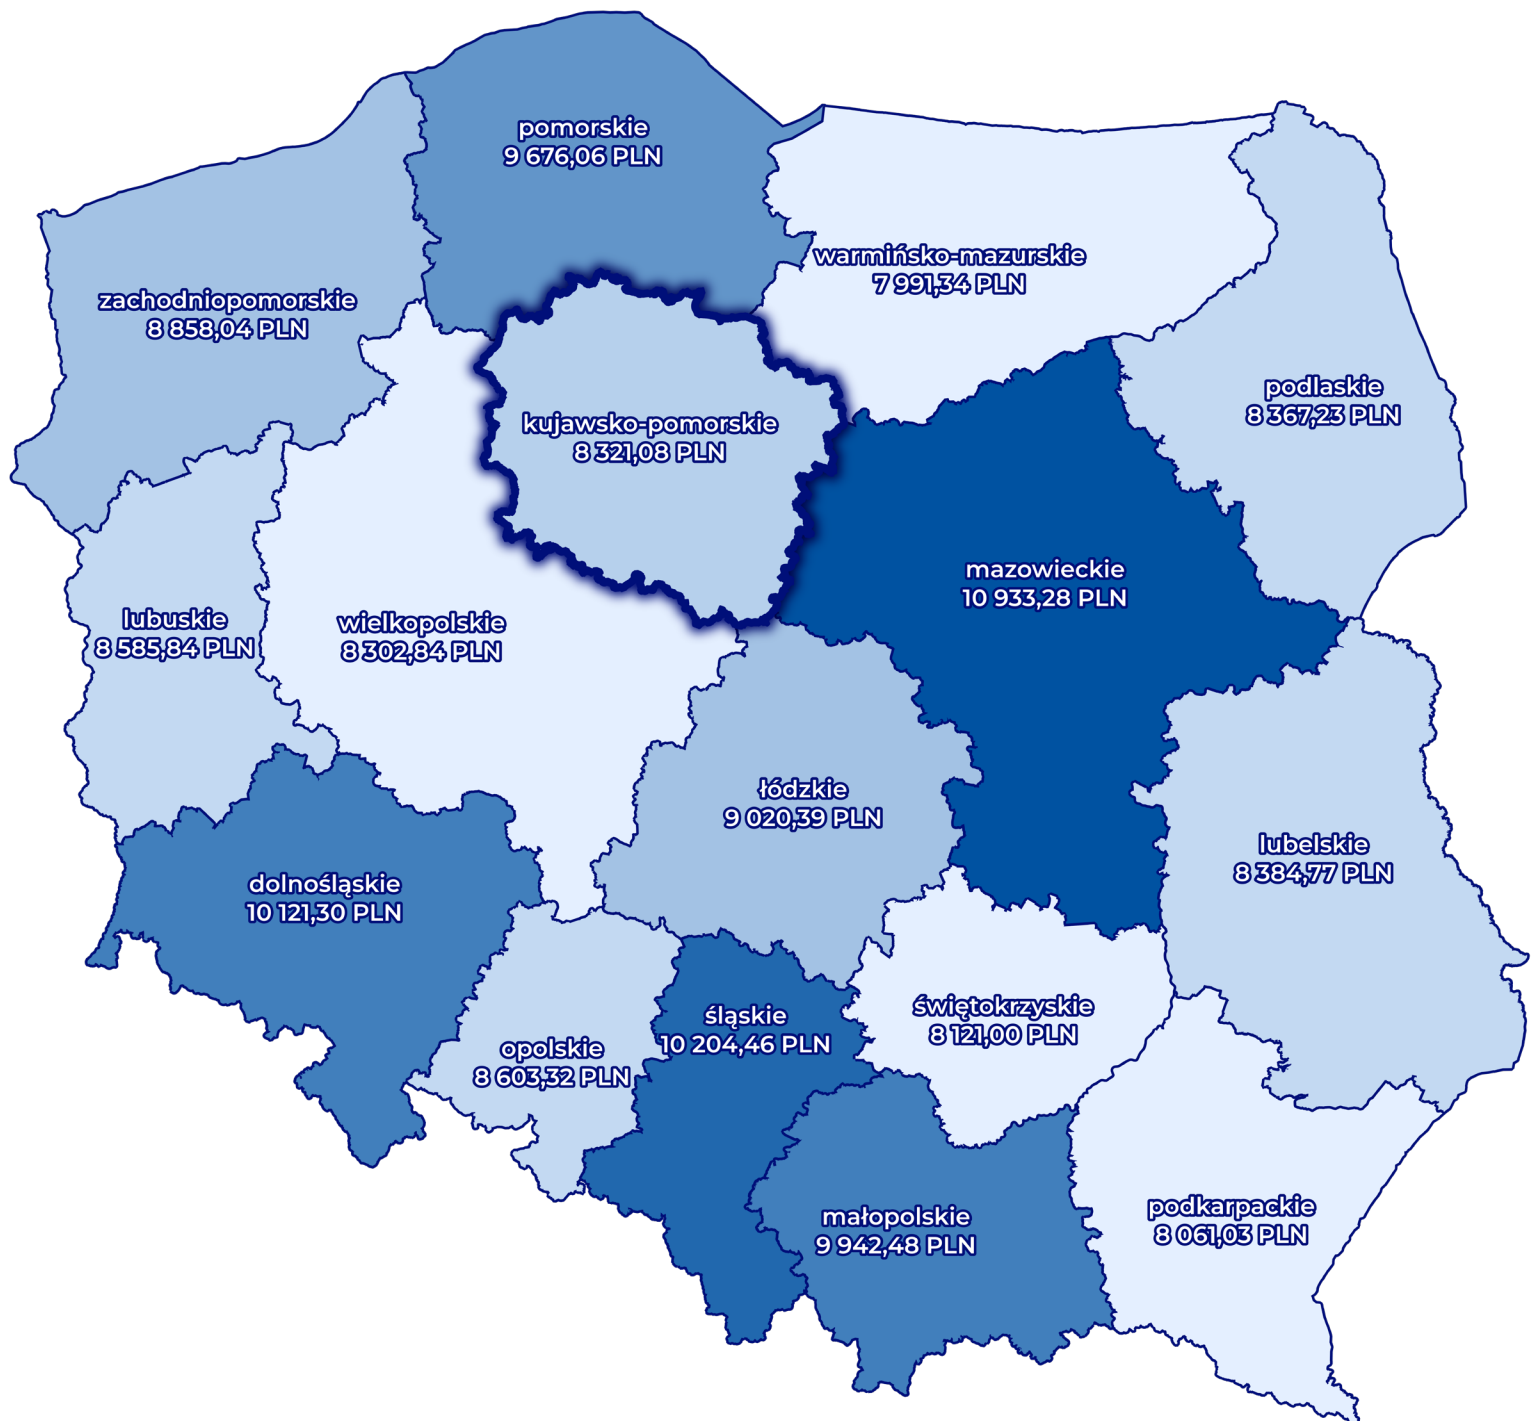 pomorskie
9 676,06 PLN
warmińsko-mazurskie
7 991,34 PLN
zachodniopomorskie
8 858,04 PLN
podlaskie
8 367,23 PLN
kujawsko-pomorskie
8 321,08 PLN
mazowieckie
10 933,28 PLN
lubuskie
8 585,84 PLN
wielkopolskie
8 302,84 PLN
łódzkie
9 020,39 PLN
lubelskie
8 384,77 PLN
dolnośląskie
10 121,30 PLN
świętokrzyskie
8 121,00 PLN
śląskie
10 204,46 PLN
opolskie
8 603,32 PLN
podkarpackie
8 061,03 PLN
małopolskie
9 942,48 PLN